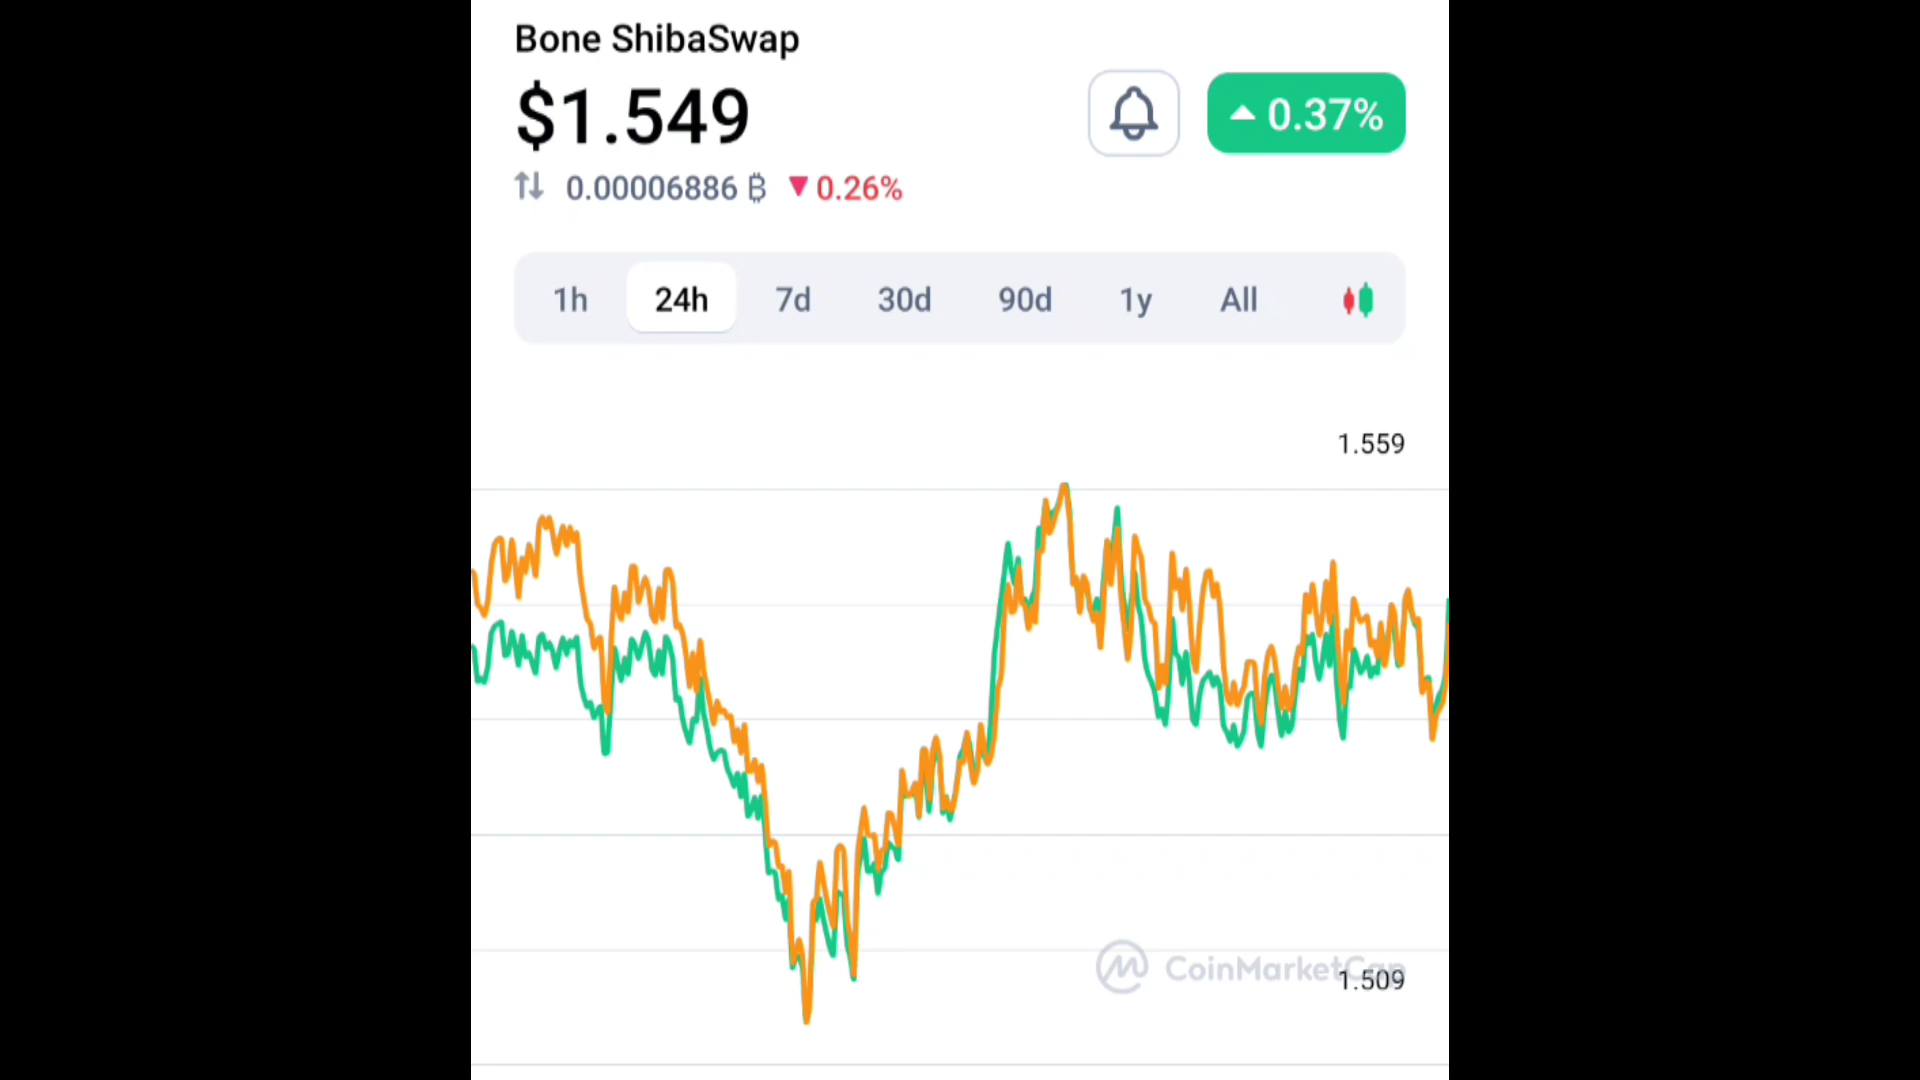 Bone ShibaSwap
$1.549
0.37%
0.00006886 ₿ 0.26%
1h 24h 7d 30d 90d 1y All
1.559
CoinMarketCap
1.509